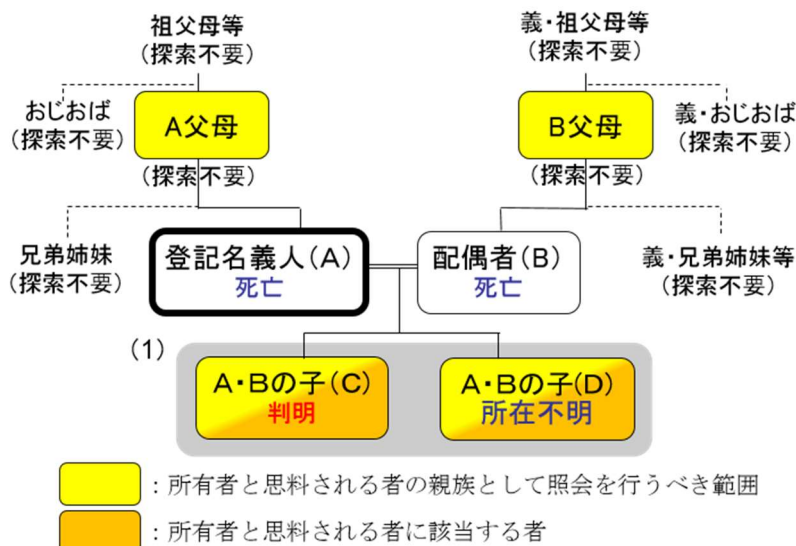 祖父母等
(探索不要)
義・祖父母等
(探索不要)
おじおば
(探索不要)
A父母
B父母
義・おじおば
(探索不要)
(探索不要)
(探索不要)
兄弟姉妹
(探索不要)
登記名義人(A)
死亡
配偶者(B)
死亡
義・兄弟姉妹等
(探索不要)
(1)
A・Bの子(C)
判明
A・Bの子(D)
所在不明
：所有者と思料される者の親族として照会を行うべき範囲
：所有者と思料される者に該当する者